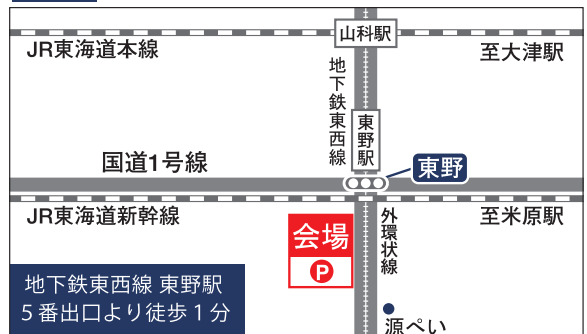 山科駅
JR東海道本線
至大津駅
地下鉄東西線
東野駅
国道1号線
東野
JR東海道新幹線
至米原駅
会場
P
外環状線
地下鉄東西線 東野駅
5番出口より徒歩1分
源ぺい